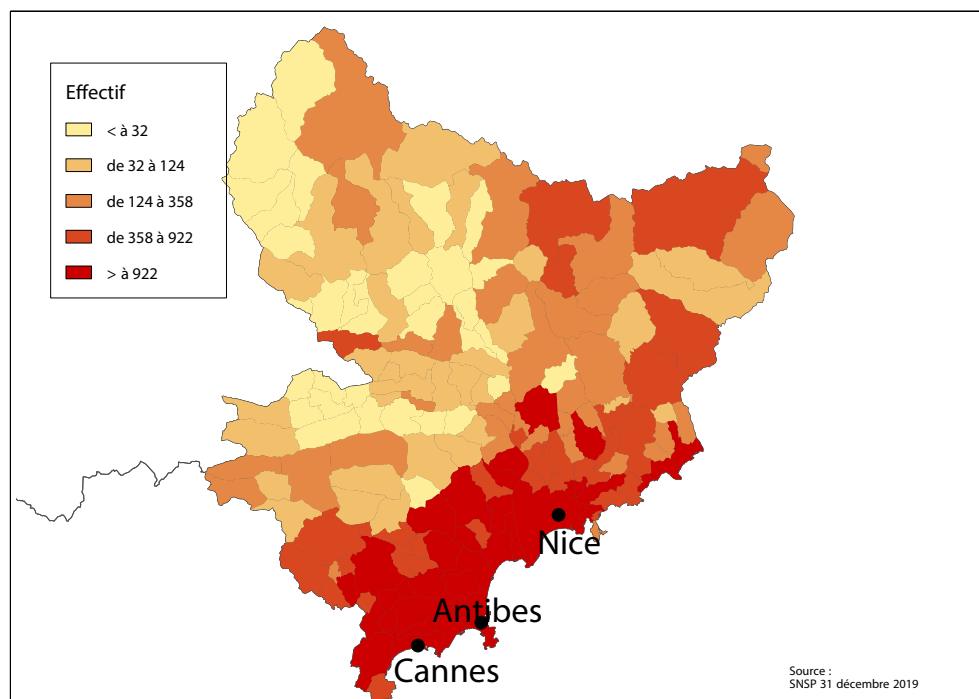 Effectif
< à 32
de 32 à 124
de 124 à 358
de 358 à 922
> à 922
Nice
Antibes
Cannes
Source :
SNSP 31 décembre 2019